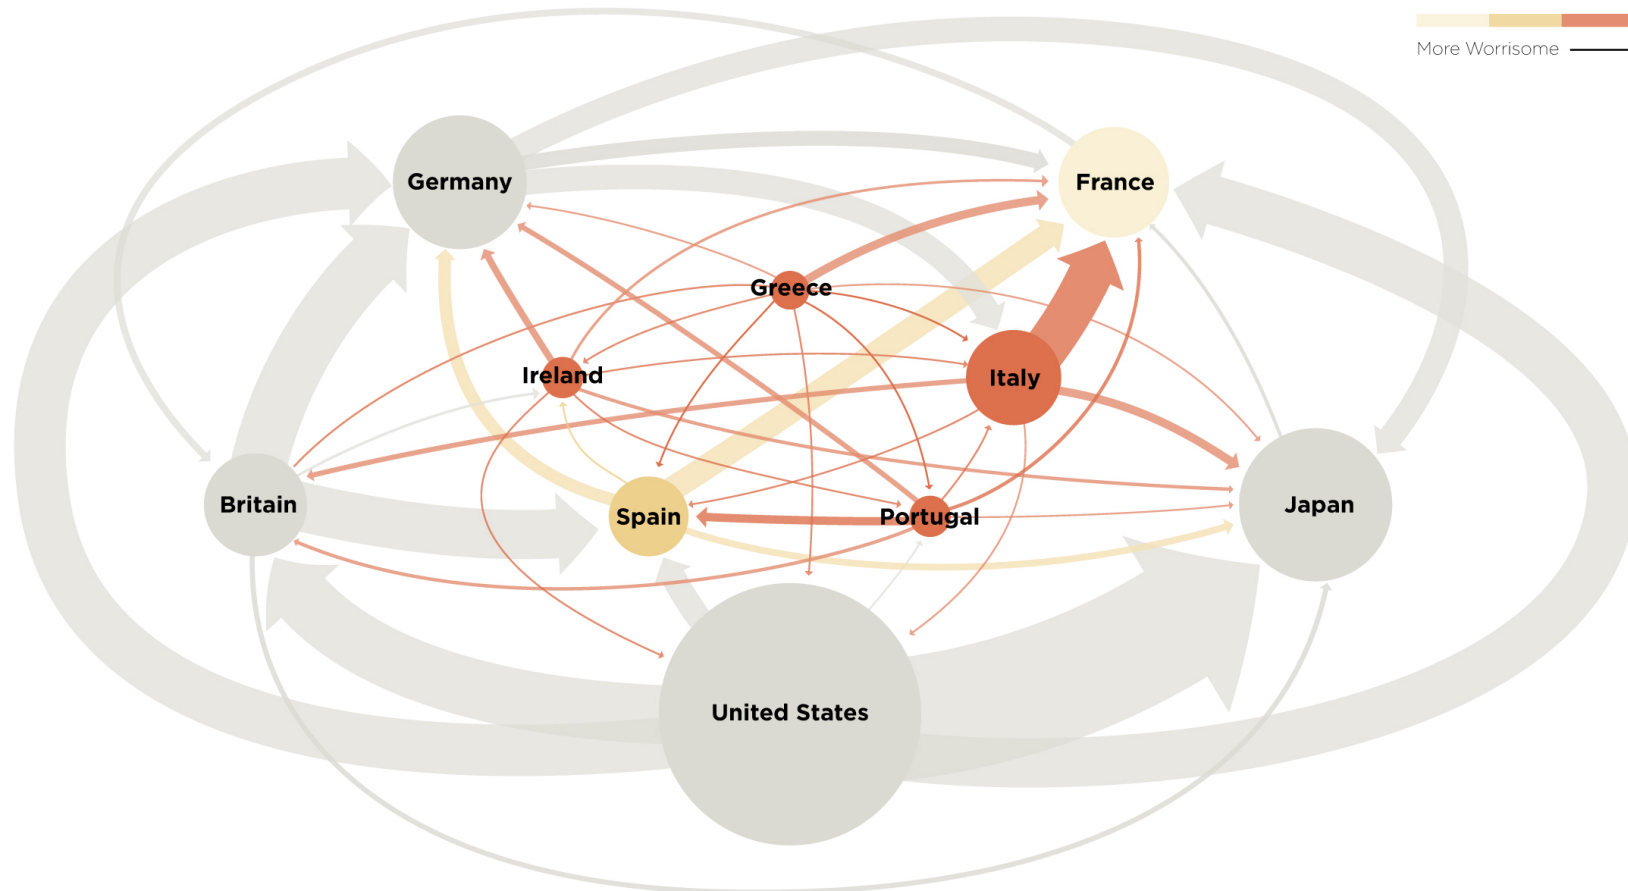 More Worrisome
Germany
France
Greece
Ireland
Italy
Britain
Spain
Portugal
Japan
United States